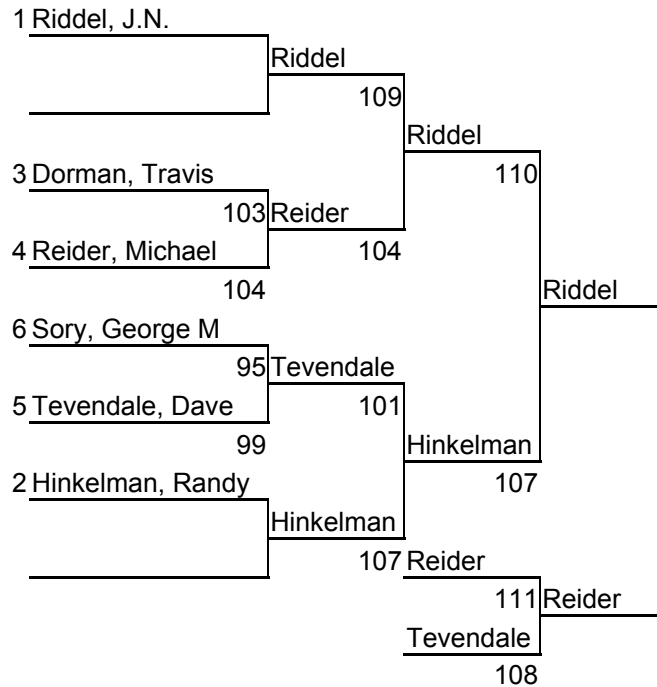 1 Riddel, J.N.
Riddel
109
Riddel
3 Dorman, Travis
110
103 Reider
4 Reider, Michael
104
104
Riddel
6 Sory, George M
95 Tevendale
5 Tevendale, Dave
101
99
Hinkelman
2 Hinkelman, Randy
107
Hinkelman
107 Reider
111 Reider
Tevendale
108